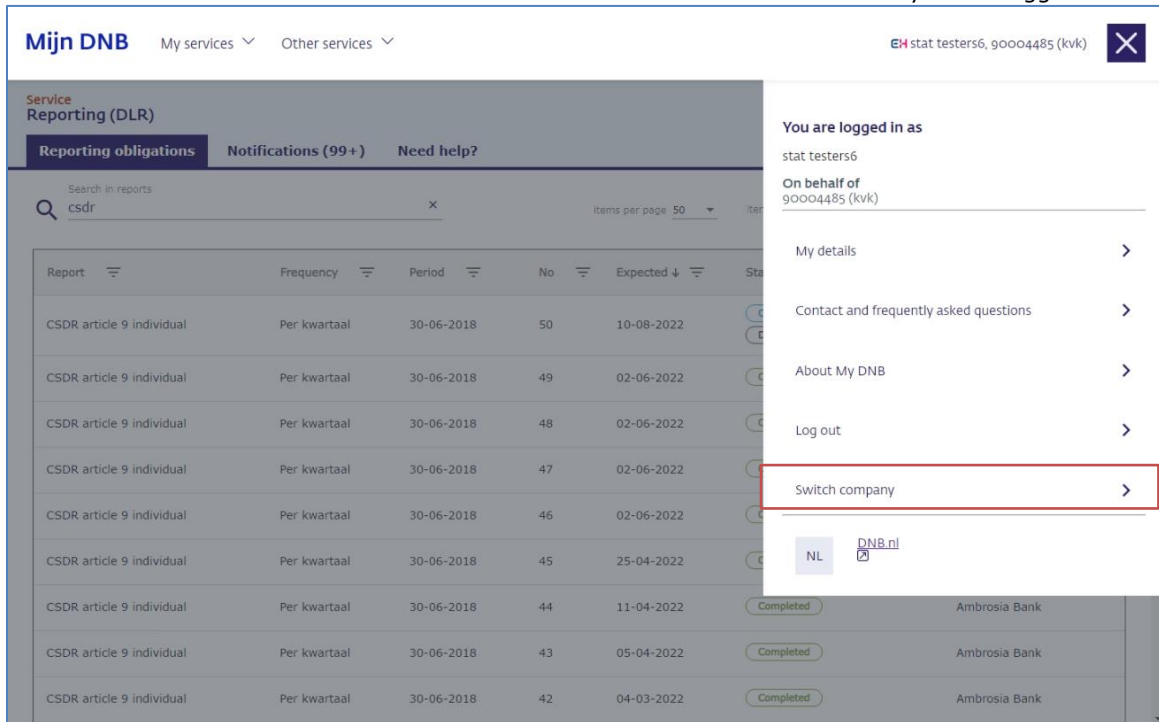 Mijn DNB My services Other services stat testers6, 90004485 (kvk)
Service
Reporting (DLR)
Reporting obligations Notifications (99+) Need help?
Search in reports
csdr × Items per page 50
Report Frequency Period No Expected ↓
CSDR article 9 individual Per kwartaal 30-06-2018 50 10-08-2022
CSDR article 9 individual Per kwartaal 30-06-2018 49 02-06-2022
CSDR article 9 individual Per kwartaal 30-06-2018 48 02-06-2022
CSDR article 9 individual Per kwartaal 30-06-2018 47 02-06-2022
CSDR article 9 individual Per kwartaal 30-06-2018 46 02-06-2022
CSDR article 9 individual Per kwartaal 30-06-2018 45 25-04-2022
CSDR article 9 individual Per kwartaal 30-06-2018 44 11-04-2022 Completed Ambrosia Bank
CSDR article 9 individual Per kwartaal 30-06-2018 43 05-04-2022 Completed Ambrosia Bank
CSDR article 9 individual Per kwartaal 30-06-2018 42 04-03-2022 Completed Ambrosia Bank
You are logged in as
stat testers6
On behalf of
90004485 (kvk)
My details
Contact and frequently asked questions
About My DNB
Log out
Switch company
NL DNB.nl